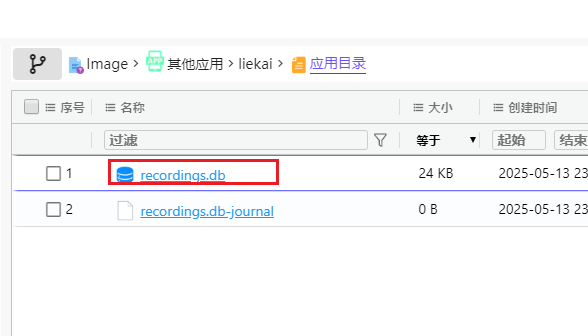 Image > APP 其他应用 > liekai > 应用目录
序号 名称 大小 创建时间
过滤 等于 ▼ 起始 结束
1 recordings.db 24 KB 2025-05-13 23
2 recordings.db-journal 0 B 2025-05-13 23